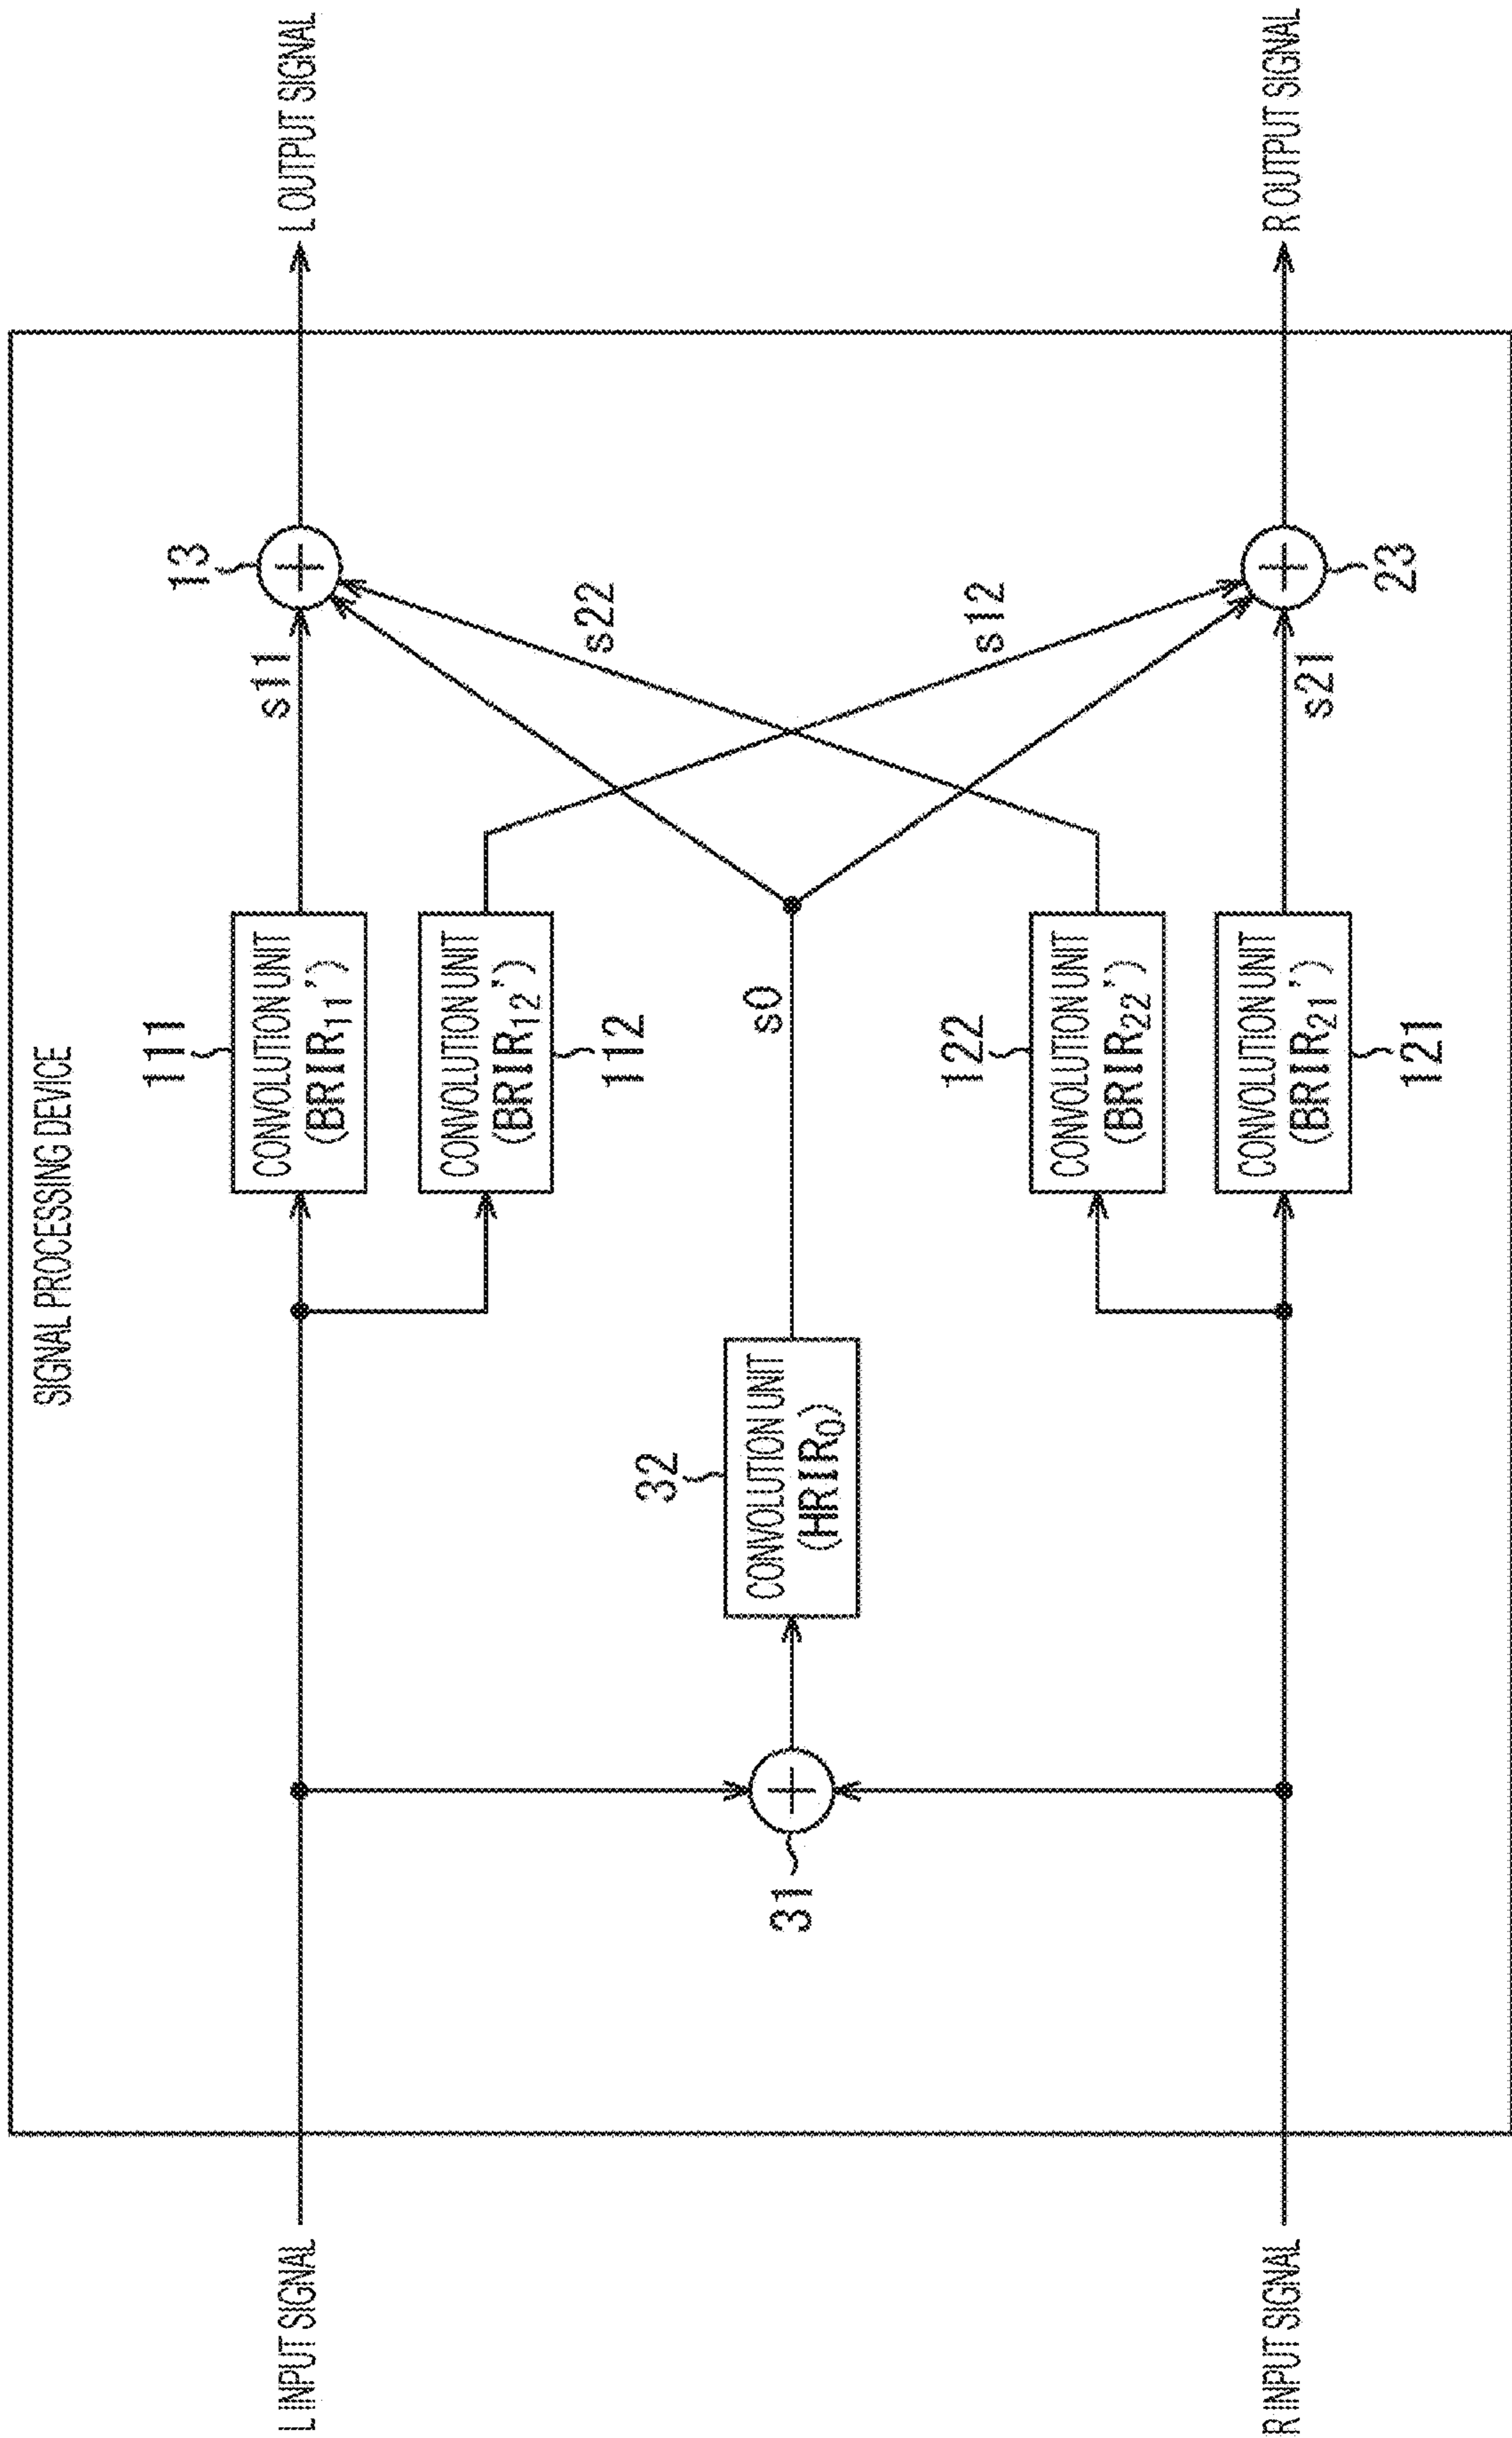 SIGNAL PROCESSING DEVICE
L INPUT SIGNAL
111
CONVOLUTION UNIT
(BRIR11')
s11
13
L OUTPUT SIGNAL
CONVOLUTION UNIT
(BRIR12')
112
s22
31
32
CONVOLUTION UNIT
(HRIR0)
s0
122
CONVOLUTION UNIT
(BRIR22')
s12
R INPUT SIGNAL
CONVOLUTION UNIT
(BRIR21')
121
s21
23
R OUTPUT SIGNAL